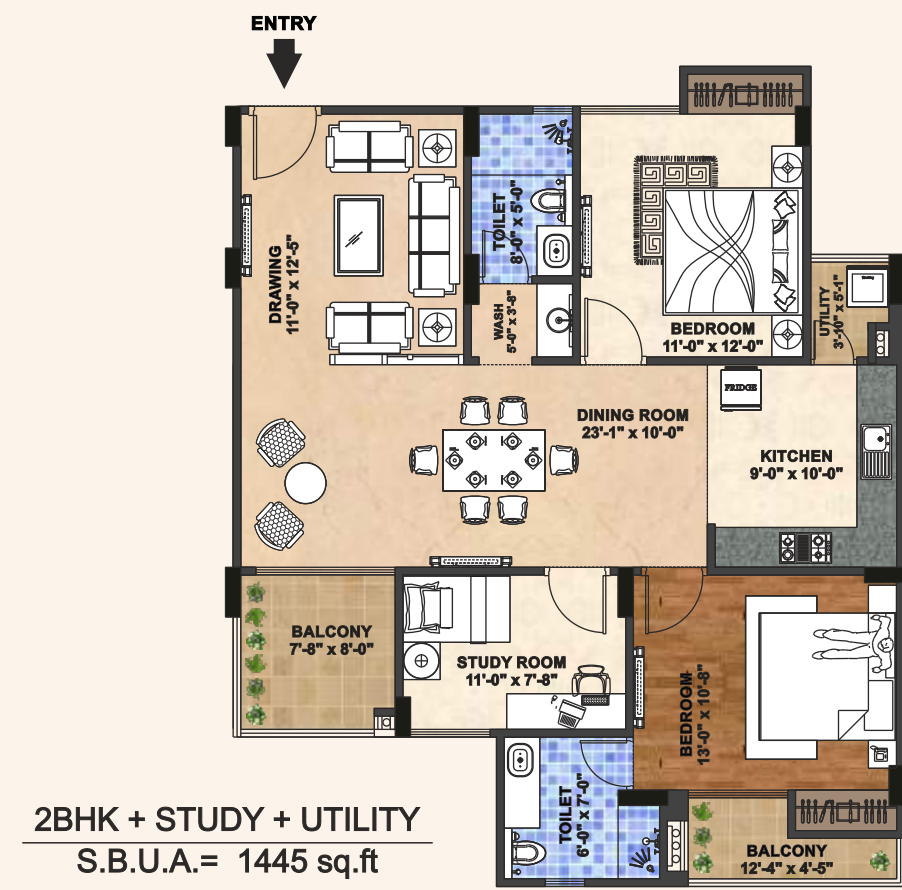 ENTRY
TOILET
8'-0" x 5'-0"
DRAWING
11'-0" x 12'-5"
WASH
5'-0" x 3'-8"
BEDROOM
11'-0" x 12'-0"
UTILITY
3'-10" x 5'-1"
FRIDGE
DINING ROOM
23'-1" x 10'-0"
KITCHEN
9'-0" x 10'-0"
BALCONY
7'-8" x 8'-0"
STUDY ROOM
11'-0" x 7'-8"
BEDROOM
13'-0" x 10'-8"
TOILET
6'-0" x 7'-0"
BALCONY
12'-4" x 4'-5"
2BHK + STUDY + UTILITY
S.B.U.A.= 1445 sq.ft